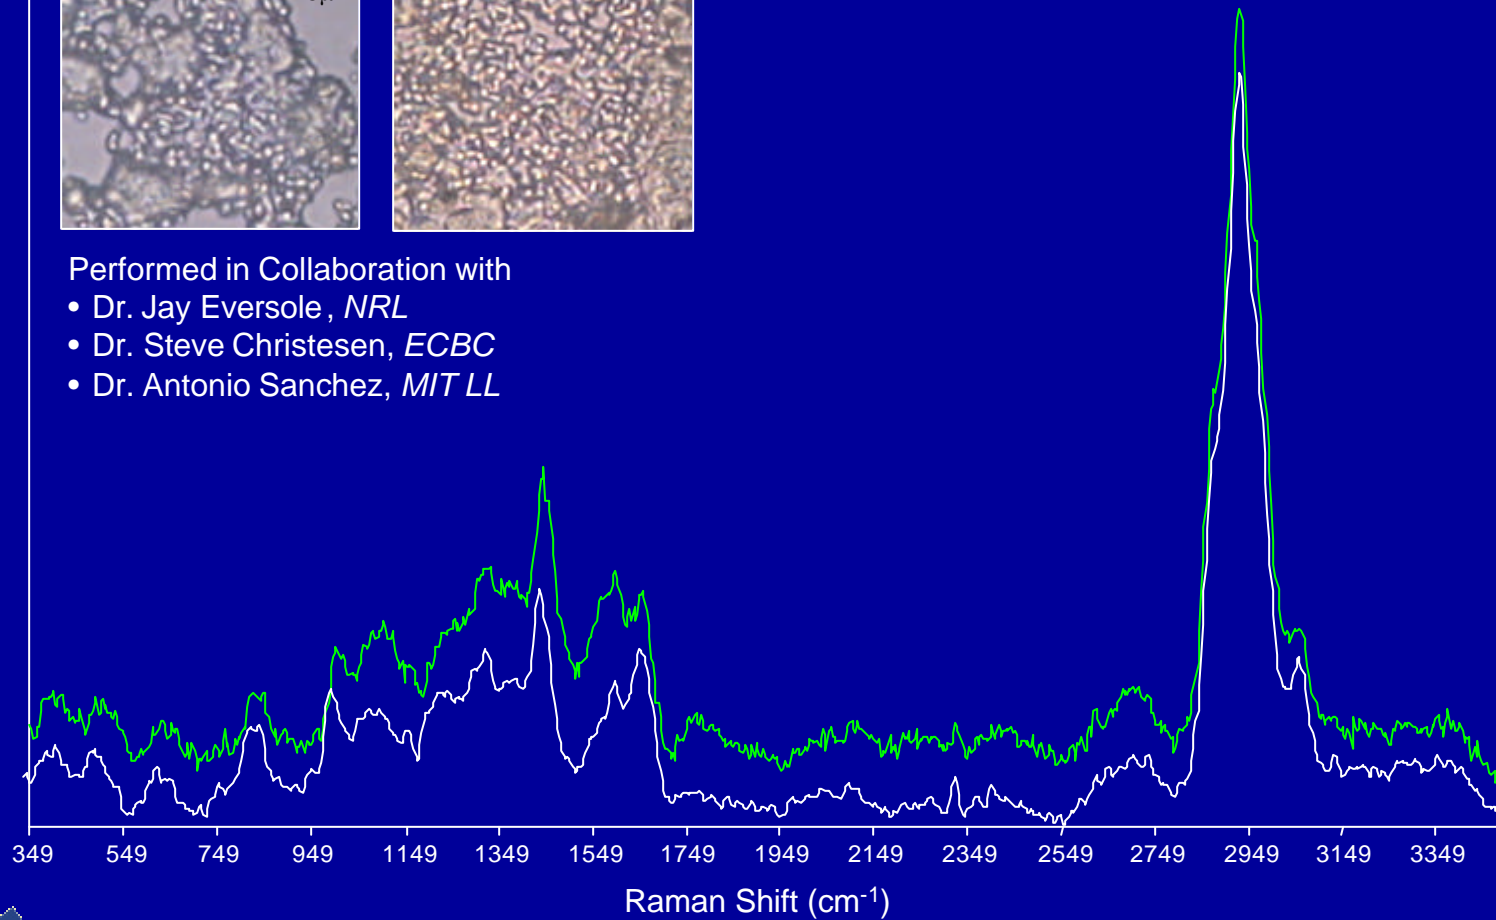 Performed in Collaboration with
• Dr. Jay Eversole, NRL
• Dr. Steve Christesen, ECBC
• Dr. Antonio Sanchez, MIT LL
349 549 749 949 1149 1349 1549 1749 1949 2149 2349 2549 2749 2949 3149 3349
Raman Shift (cm-1)